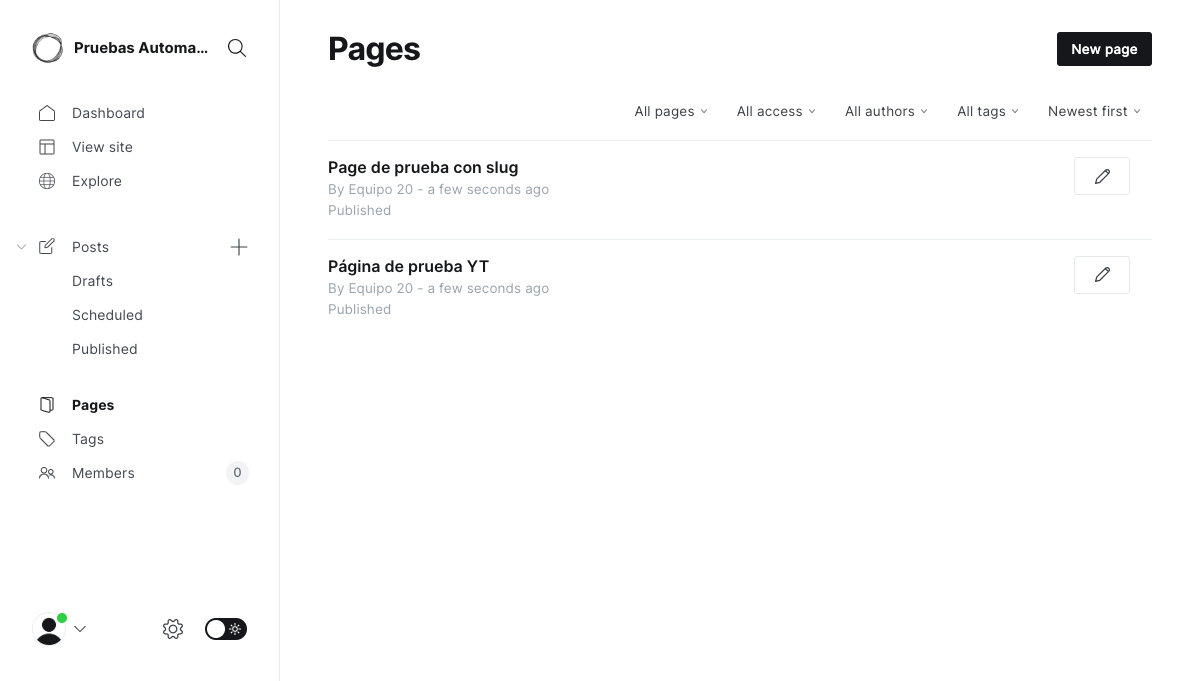 Pruebas Automa...
Dashboard
View site
Explore
Posts
Drafts
Scheduled
Published
Pages
Tags
Members
0
Pages
New page
All pages
All access
All authors
All tags
Newest first
Page de prueba con slug
By Equipo 20 - a few seconds ago
Published
Página de prueba YT
By Equipo 20 - a few seconds ago
Published